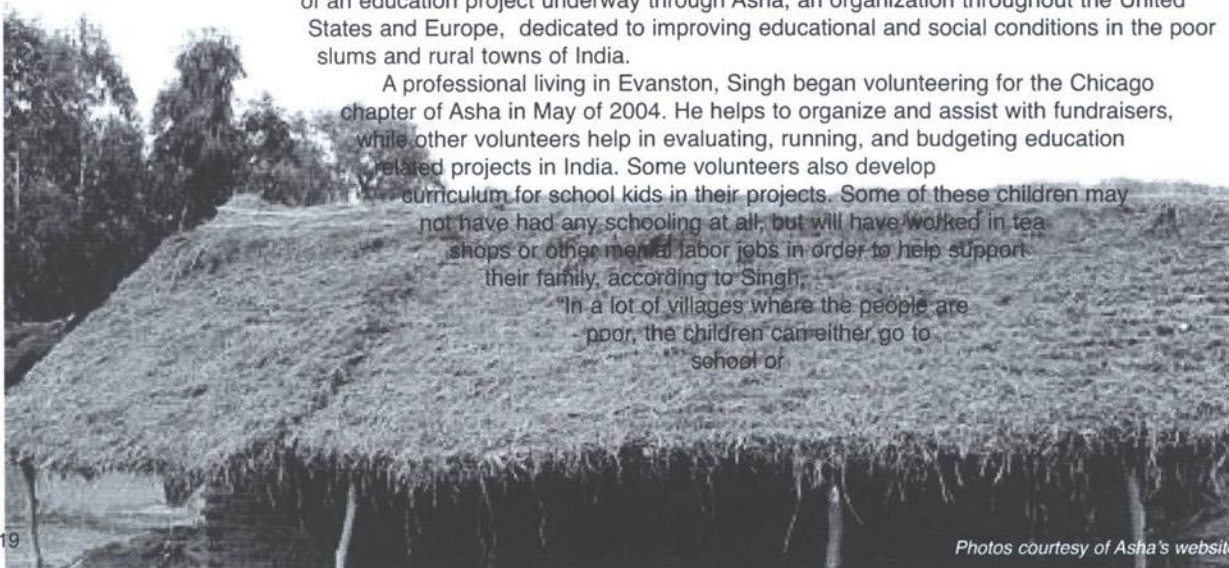 of an education project underway through Asha, an organization throughout the United
States and Europe, dedicated to improving educational and social conditions in the poor
slums and rural towns of India.
A professional living in Evanston, Singh began volunteering for the Chicago
chapter of Asha in May of 2004. He helps to organize and assist with fundraisers,
while other volunteers help in evaluating, running, and budgeting education
related projects in India. Some volunteers also develop
curriculum for school kids in their projects. Some of these children may
not have had any schooling at all, but will have worked in tea
shops or other menial labor jobs in order to help support
their family, according to Singh.
"In a lot of villages where the people are
poor, the children can either go to
school or
19
Photos courtesy of Asha's website